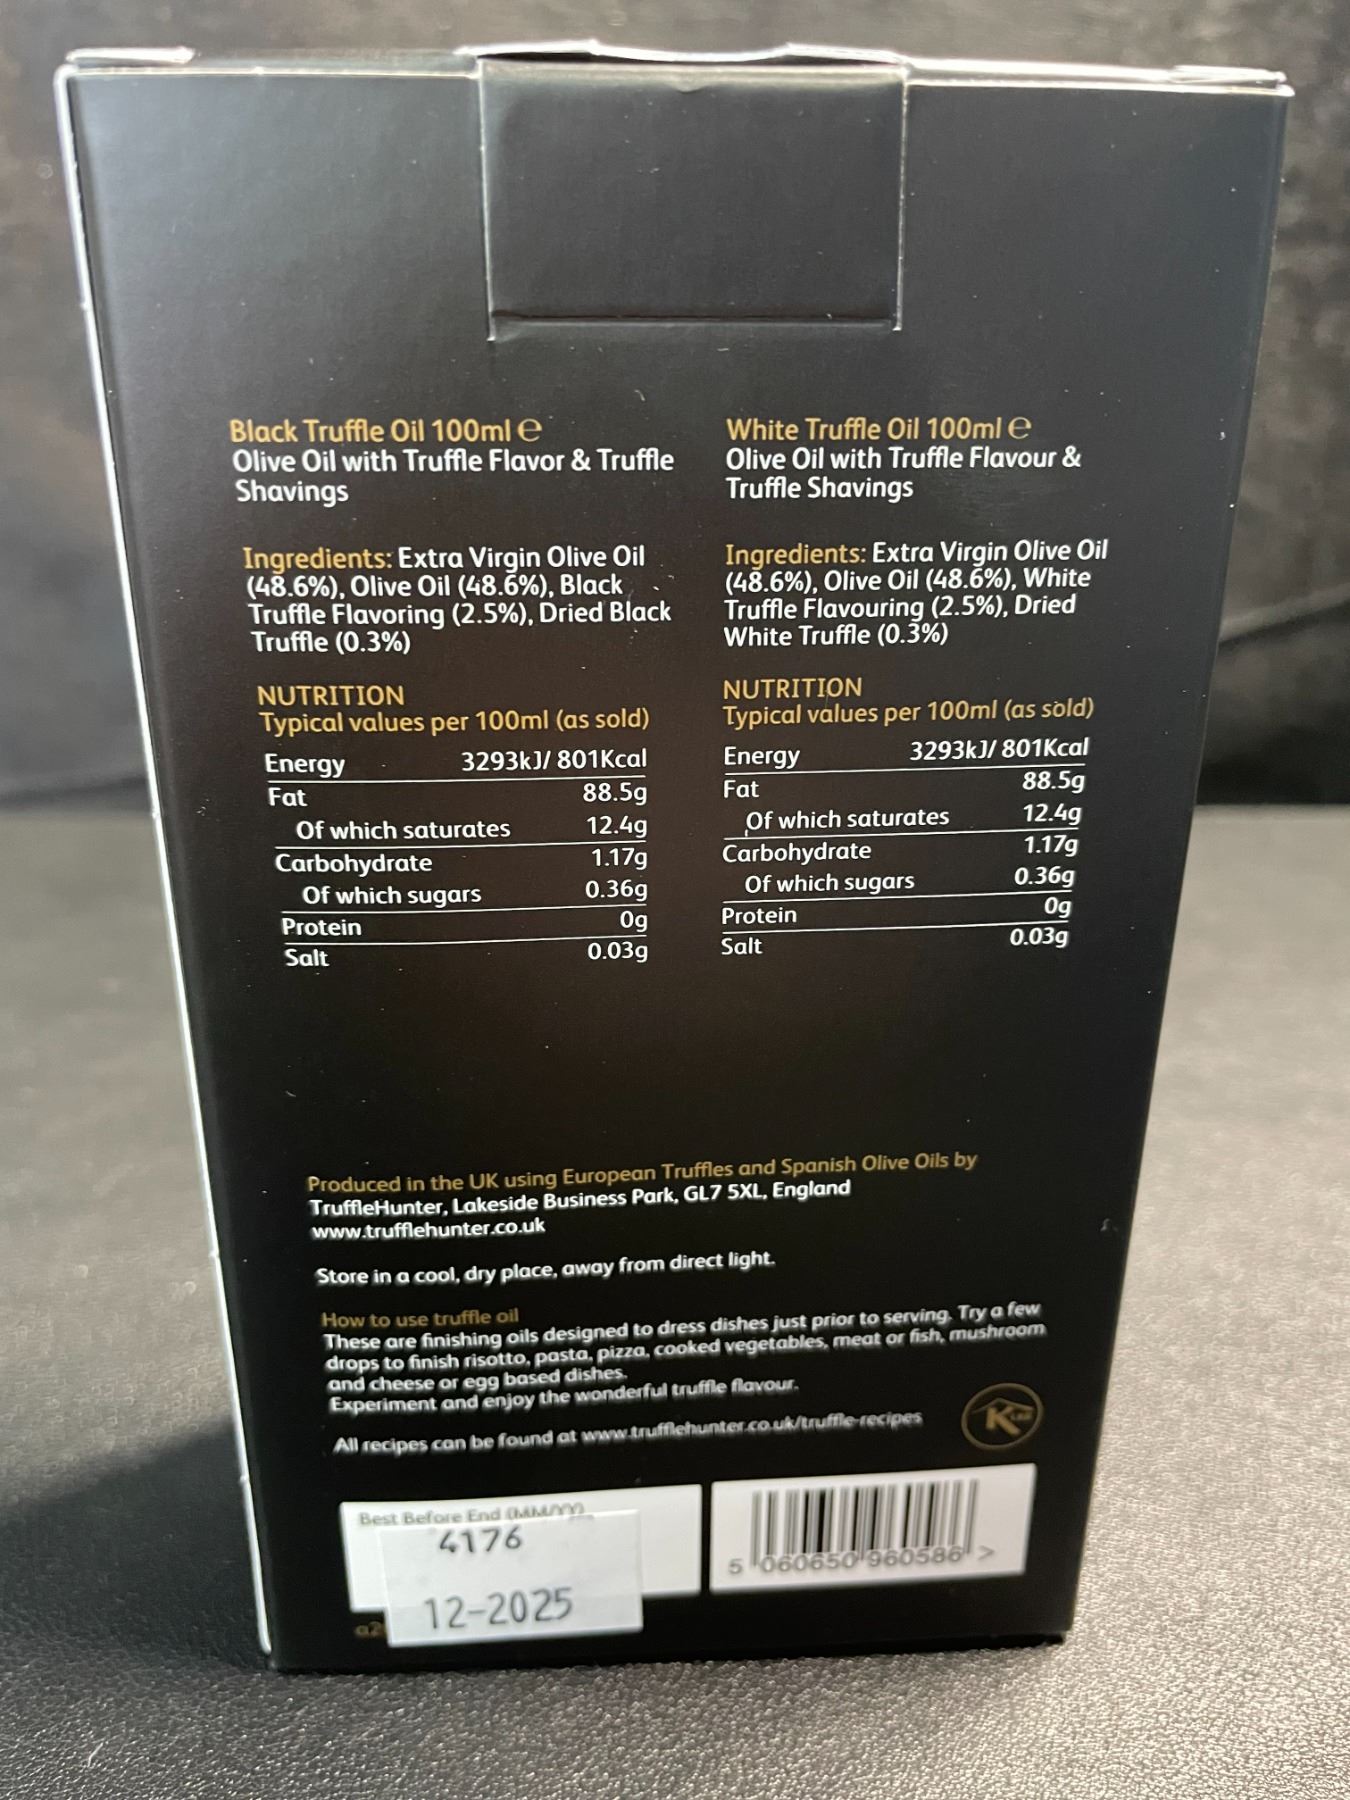 Black Truffle Oil 100ml ℮
Olive Oil with Truffle Flavor & Truffle
Shavings
Ingredients: Extra Virgin Olive Oil
(48.6%), Olive Oil (48.6%), Black
Truffle Flavoring (2.5%), Dried Black
Truffle (0.3%)
NUTRITION
Typical values per 100ml (as sold)
Energy 3293kJ/ 801Kcal
Fat 88.5g
Of which saturates 12.4g
Carbohydrate 1.17g
Of which sugars 0.36g
Protein 0g
Salt 0.03g
White Truffle Oil 100ml ℮
Olive Oil with Truffle Flavour &
Truffle Shavings
Ingredients: Extra Virgin Olive Oil
(48.6%), Olive Oil (48.6%), White
Truffle Flavouring (2.5%), Dried
White Truffle (0.3%)
NUTRITION
Typical values per 100ml (as sold)
Energy 3293kJ/ 801Kcal
Fat 88.5g
Of which saturates 12.4g
Carbohydrate 1.17g
Of which sugars 0.36g
Protein 0g
Salt 0.03g
Produced in the UK using European Truffles and Spanish Olive Oils by
TruffleHunter, Lakeside Business Park, GL7 5XL, England
www.trufflehunter.co.uk
Store in a cool, dry place, away from direct light.
How to use truffle oil
These are finishing oils designed to dress dishes just prior to serving. Try a few
drops to finish risotto, pasta, pizza, cooked vegetables, meat or fish, mushroom
and cheese or egg based dishes.
Experiment and enjoy the wonderful truffle flavour.
All recipes can be found at www.trufflehunter.co.uk/truffle-recipes
K
Best Before End
4176
12-2025
5 060650 960586 >